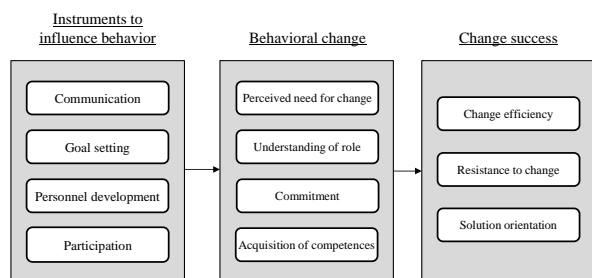 Instruments to
influence behavior
Communication
Goal setting
Personnel development
Participation
Behavioral change
Perceived need for change
Understanding of role
Commitment
Acquisition of competences
Change success
Change efficiency
Resistance to change
Solution orientation